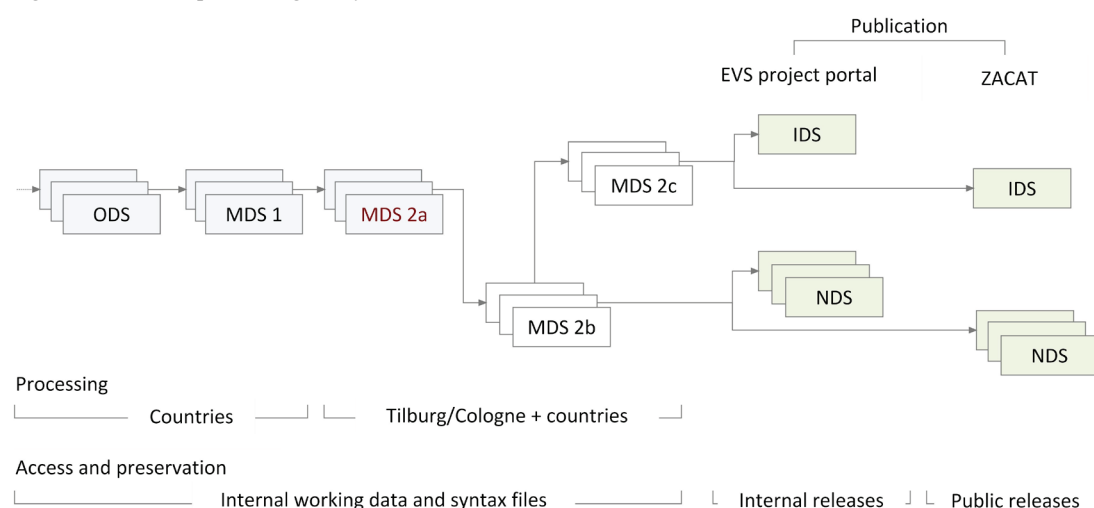 Publication
EVS project portal
ZACAT
IDS
IDS
MDS 2c
ODS
MDS 1
MDS 2a
NDS
MDS 2b
NDS
Processing
Countries
Tilburg/Cologne + countries
Access and preservation
Internal working data and syntax files
Internal releases
Public releases